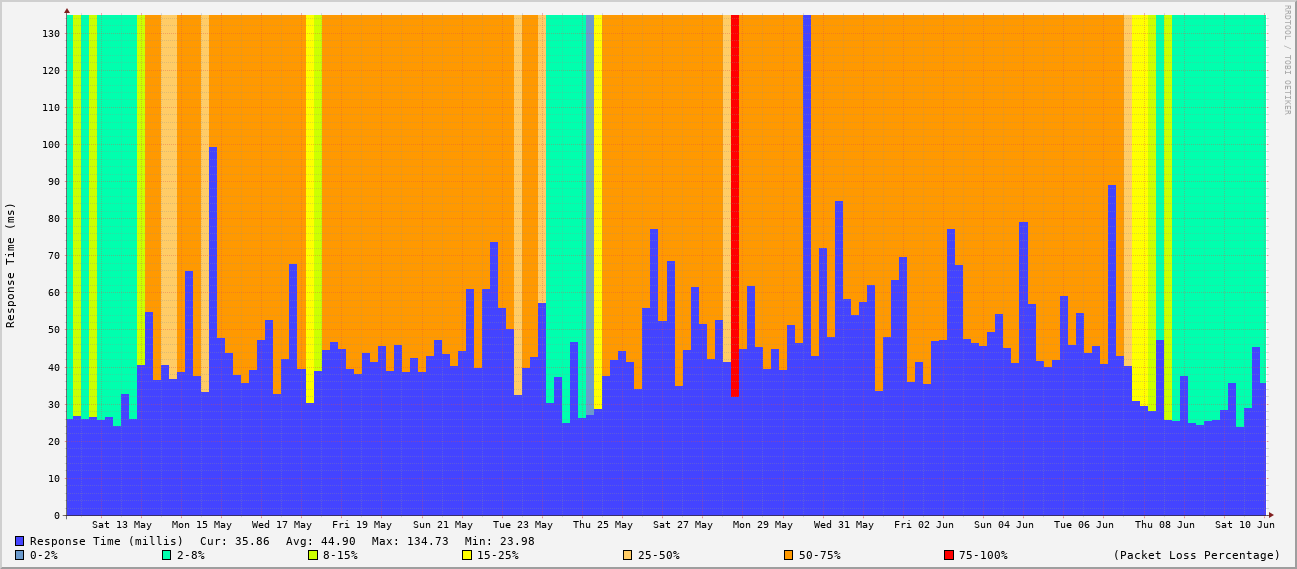 RRDTOOL / TOBI OETIKER
Response Time (ms)
130
120
110
100
90
80
70
60
50
40
30
20
10
0
Sat 13 May Mon 15 May Wed 17 May Fri 19 May Sun 21 May Tue 23 May Thu 25 May Sat 27 May Mon 29 May Wed 31 May Fri 02 Jun Sun 04 Jun Tue 06 Jun Thu 08 Jun Sat 10 Jun
Response Time (millis) Cur: 35.86 Avg: 44.90 Max: 134.73 Min: 23.98
0-2% 2-8% 8-15% 15-25% 25-50% 50-75% 75-100% (Packet Loss Percentage)